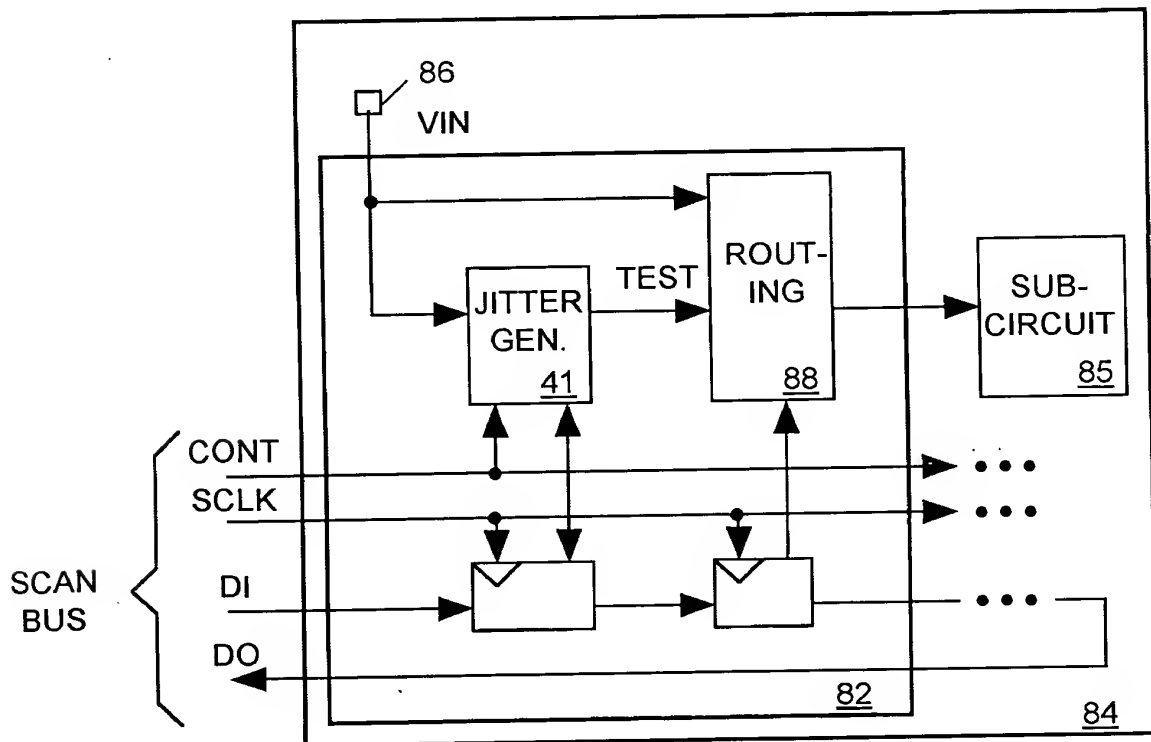 86
VIN
JITTER
GEN.
41
TEST
ROUT-
ING
88
SUB-
CIRCUIT
85
SCAN
BUS
CONT
SCLK
DI
DO
82
84